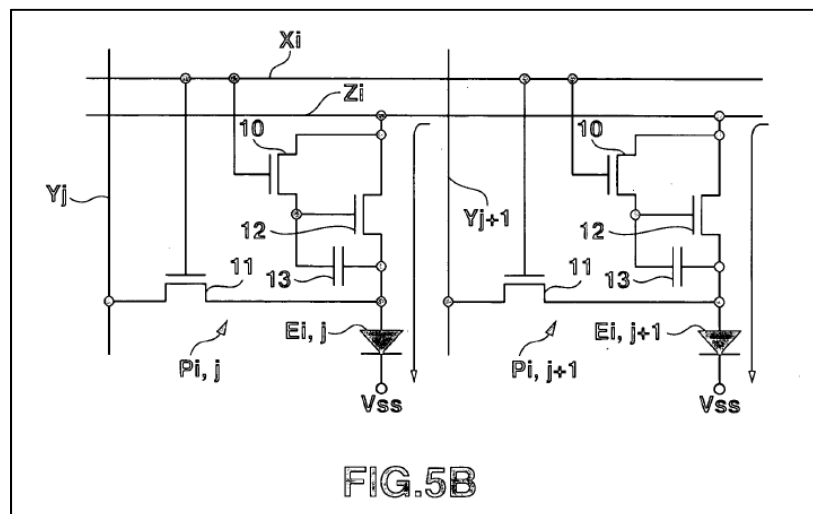 Xi
Zi
10
10
Yj
Yj+1
12
12
11
13
11
13
Ei, j
Ei, j+1
Pi, j
Pi, j+1
Vss
Vss
FIG.5B